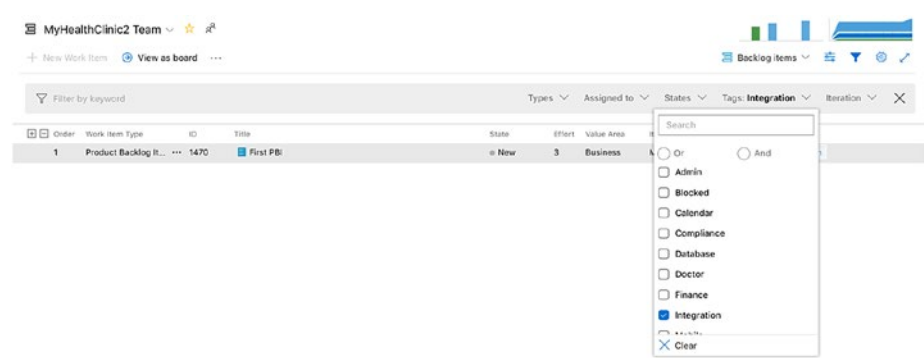 MyHealthClinic2 Team
New Work Item View as board ... Backlog items
Filter by keyword Types Assigned to States Tags: Integration Iteration
Order Work Item Type ID Title State Effort Value Area
1 Product Backlog It... ... 1470 First PBI New 3 Business
Search
Or And
Admin
Blocked
Calendar
Compliance
Database
Doctor
Finance
Integration
Mobile
Clear